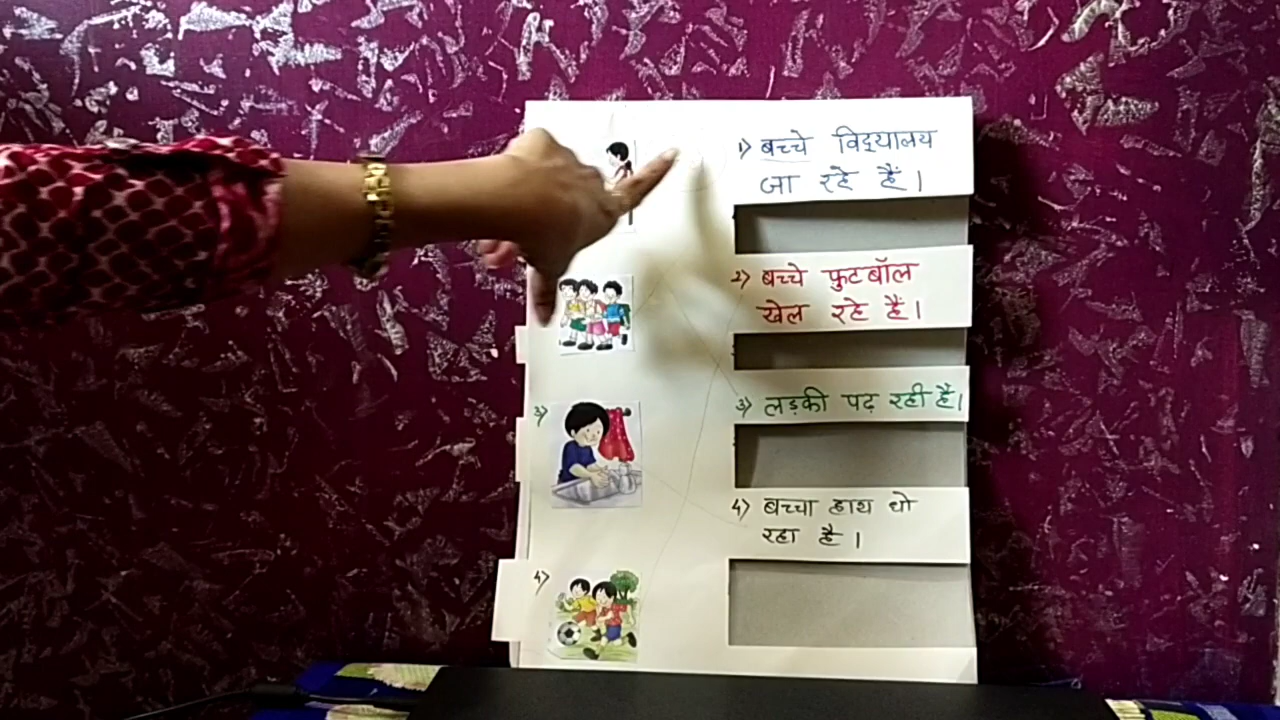 1) बच्चे विद्यालय
जा रहे हैं।
2) बच्चे फुटबॉल
खेल रहे हैं।
3) लड़की पढ़ रही है।
4) बच्चा हाथ धो
रहा है।
3)
4)